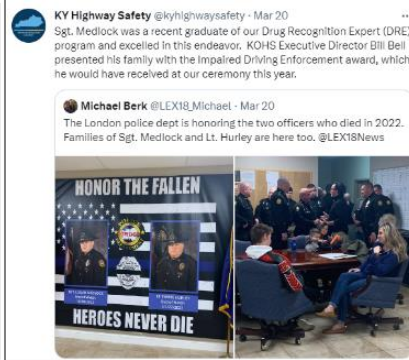 KY Highway Safety @kyhighwaysafety · Mar 20
Sgt. Medlock was a recent graduate of our Drug Recognition Expert (DRE)
program and excelled in this endeavor. KOHS Executive Director Bill Bell
presented his family with the Impaired Driving Enforcement award, which
he would have received at our ceremony this year.
Michael Berk @LEX18_Michael · Mar 20
The London police dept is honoring the two officers who died in 2022.
Families of Sgt. Medlock and Lt. Hurley are here too. @LEX18News
HONOR THE FALLEN
HEROES NEVER DIE